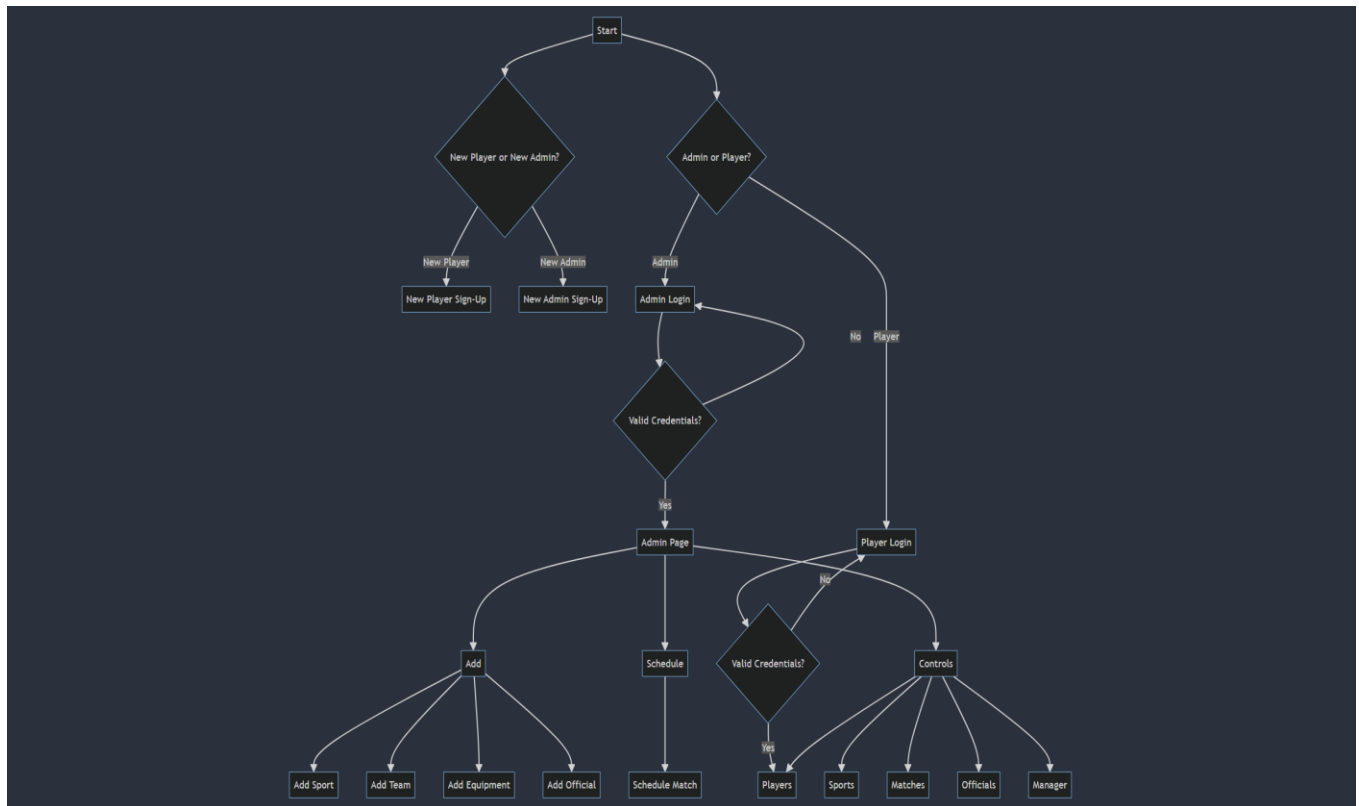 Start
New Player or New Admin?
Admin or Player?
New Player
New Admin
Admin
New Player Sign-Up
New Admin Sign-Up
Admin Login
No
Player
Valid Credentials?
Yes
Admin Page
Player Login
No
Add
Schedule
Valid Credentials?
Controls
Yes
Add Sport
Add Team
Add Equipment
Add Official
Schedule Match
Players
Sports
Matches
Officials
Manager